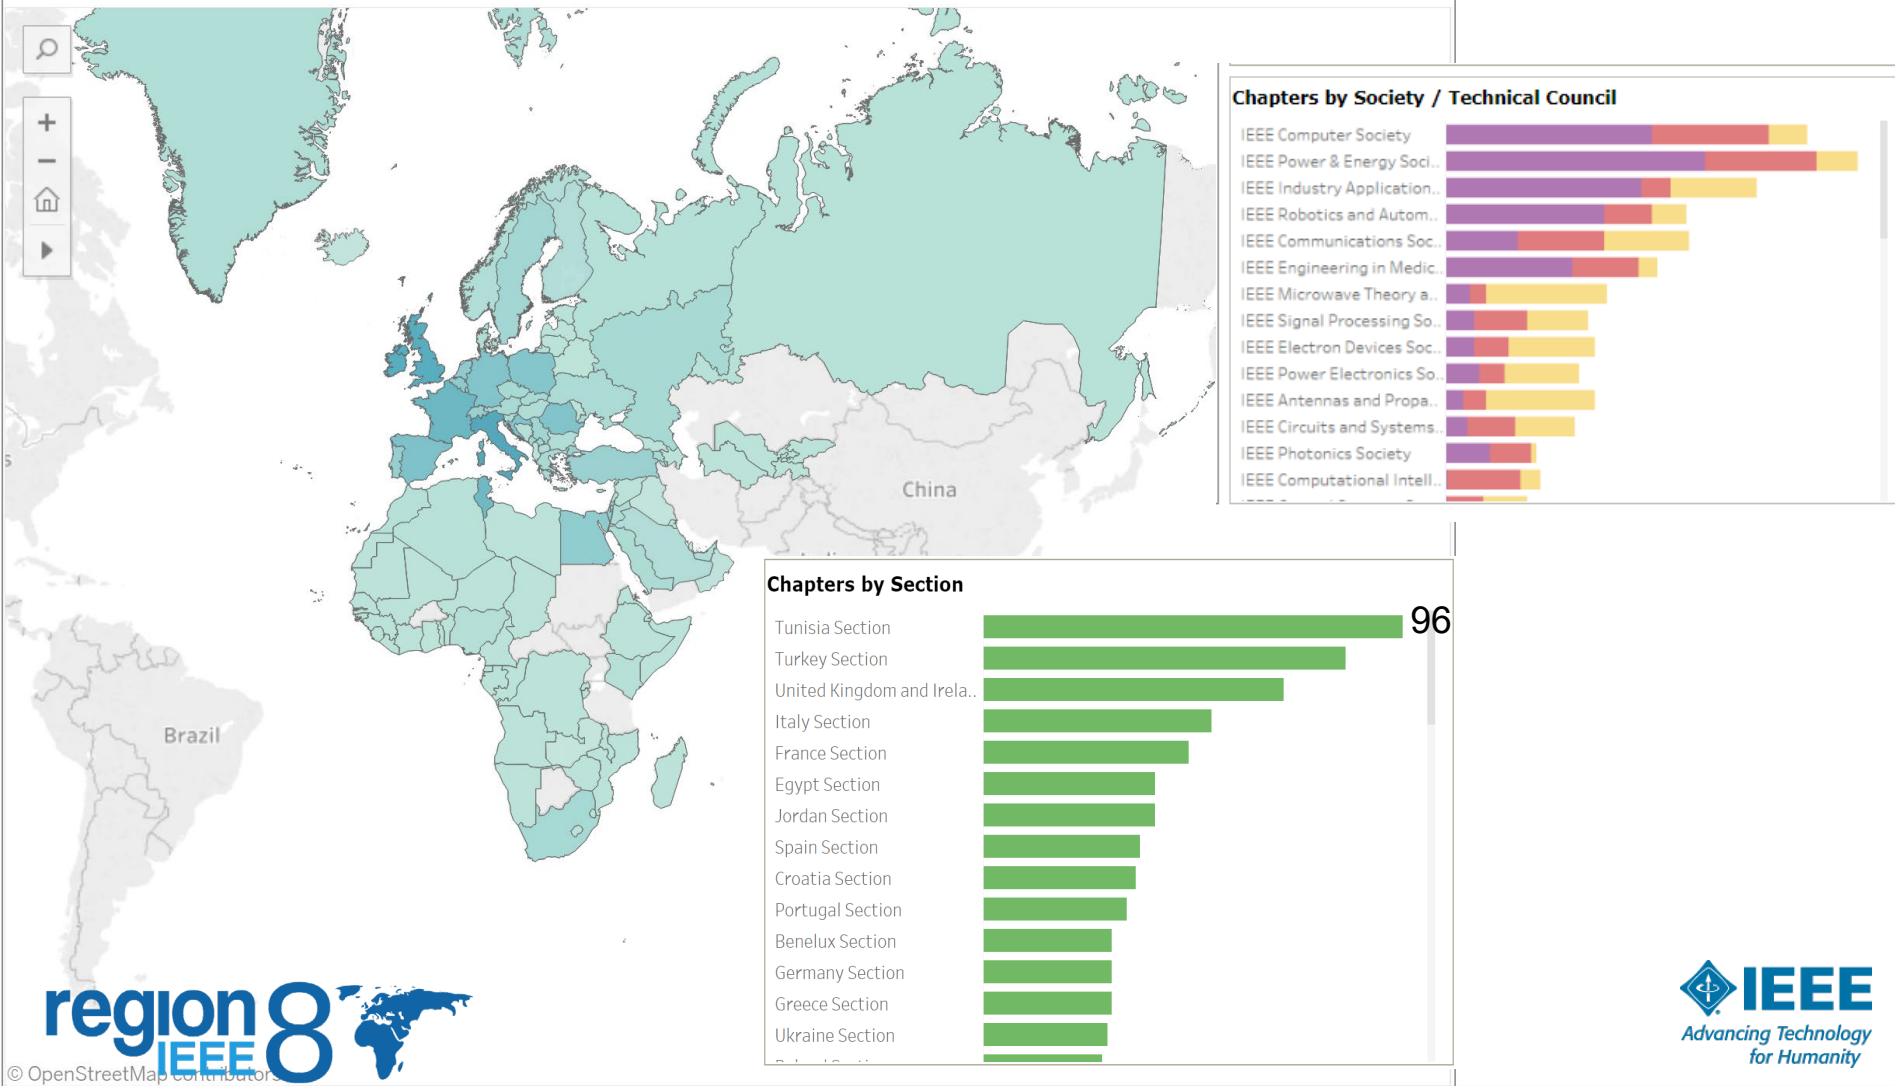 China
Brazil
s
Chapters by Society / Technical Council
IEEE Computer Society
IEEE Power & Energy Soci..
IEEE Industry Application..
IEEE Robotics and Autom..
IEEE Communications Soc..
IEEE Engineering in Medic..
IEEE Microwave Theory a..
IEEE Signal Processing So..
IEEE Electron Devices Soc..
IEEE Power Electronics So..
IEEE Antennas and Propa..
IEEE Circuits and Systems..
IEEE Photonics Society
IEEE Computational Intell..
Chapters by Section
Tunisia Section 96
Turkey Section
United Kingdom and Irela..
Italy Section
France Section
Egypt Section
Jordan Section
Spain Section
Croatia Section
Portugal Section
Benelux Section
Germany Section
Greece Section
Ukraine Section
region 8
IEEE
© OpenStreetMap contributors
IEEE
Advancing Technology
for Humanity